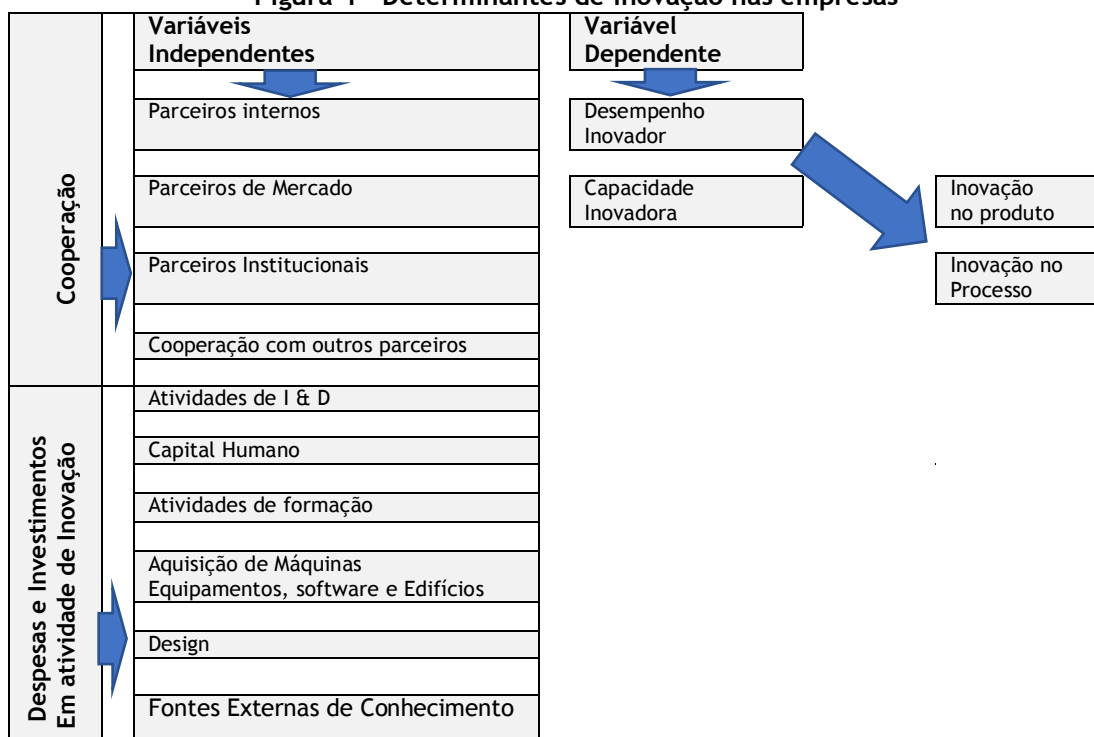 Figura 4 - Determinantes de Inovação nas empresas
Variáveis
Independentes
Variável
Dependente
Cooperação
Parceiros internos
Desempenho
Inovador
Parceiros de Mercado
Capacidade
Inovadora
Inovação
no produto
Parceiros Institucionais
Inovação no
Processo
Cooperação com outros parceiros
Despesas e Investimentos
Em atividade de Inovação
Atividades de I & D
Capital Humano
Atividades de formação
Aquisição de Máquinas
Equipamentos, software e Edifícios
Design
Fontes Externas de Conhecimento